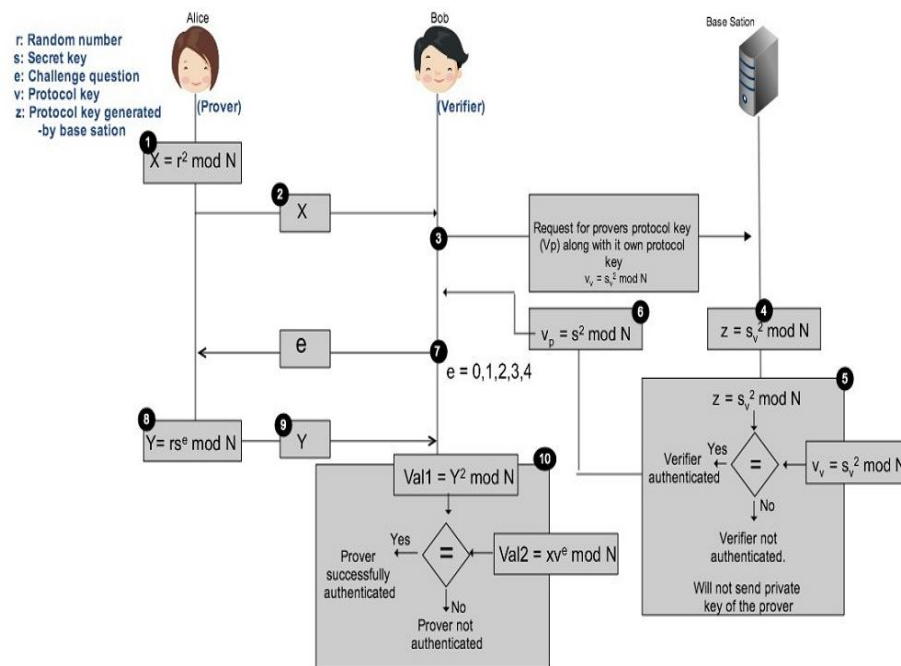 Alice
Bob
Base Sation
r: Random number
s: Secret key
e: Challenge question
v: Protocol key
z: Protocol key generated
-by base sation
(Prover)
(Verifier)
1
X = r² mod N
2
X
3
Request for provers protocol key
(Vp) along with it own protocol
key
vᵥ = sᵥ² mod N
4
z = sᵥ² mod N
5
z = sᵥ² mod N
=
Yes
Verifier
authenticated
vᵥ = sᵥ² mod N
No
Verifier not
authenticated.
Will not send private
key of the prover
6
vₚ = s² mod N
7
e
e = 0,1,2,3,4
8
Y= rsᵉ mod N
9
Y
10
Val1 = Y² mod N
=
Yes
Prover
successfully
authenticated
Val2 = xvᵉ mod N
No
Prover not
authenticated